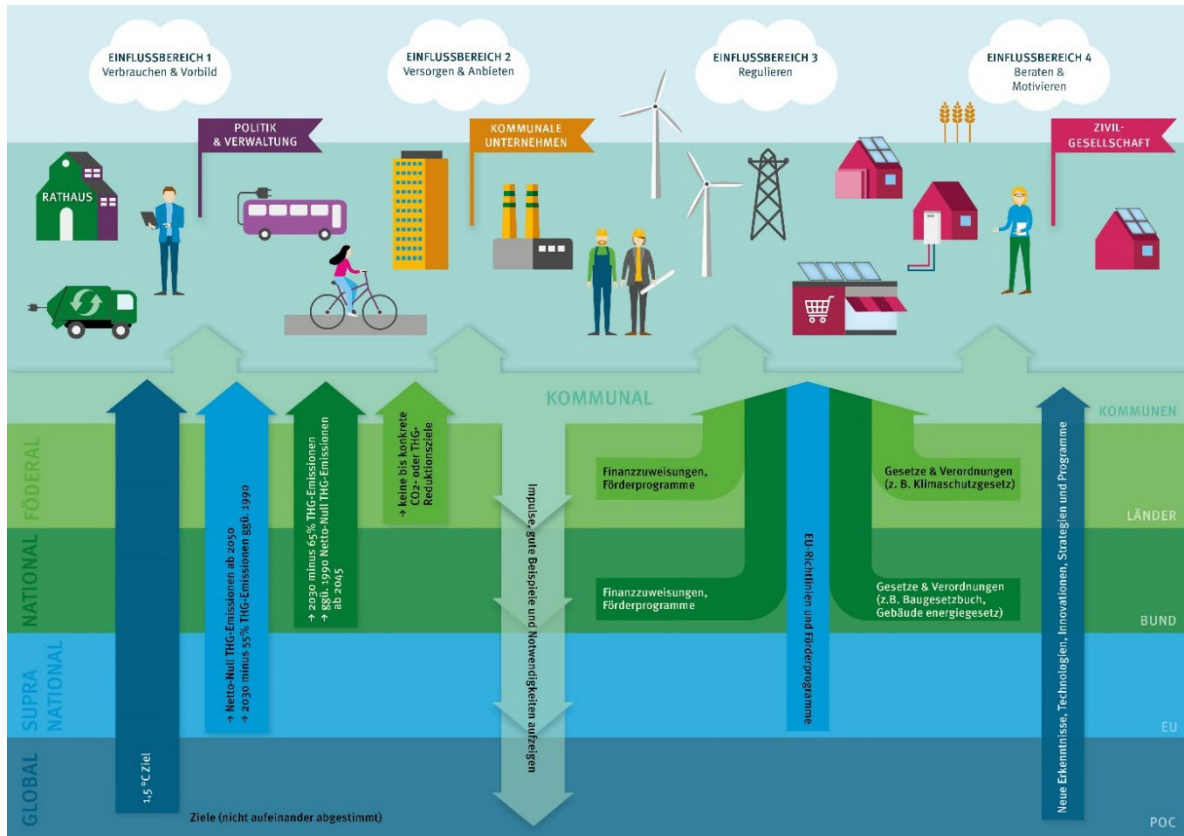 EINFLUSSBEREICH 1
Verbrauchen & Vorbild
EINFLUSSBEREICH 2
Versorgen & Anbieten
EINFLUSSBEREICH 3
Regulieren
EINFLUSSBEREICH 4
Beraten &
Motivieren
POLITIK
& VERWALTUNG
KOMMUNALE
UNTERNEHMEN
ZIVIL-
GESELLSCHAFT
RATHAUS
KOMMUNAL
KOMMUNEN
FÖDERAL
LÄNDER
NATIONAL
BUND
SUPRA
NATIONAL
EU
GLOBAL
POC
1,5 °C Ziel
→ Netto-Null THG-Emissionen ab 2050
→ 2030 minus 55% THG-Emissionen ggü. 1990
→ 2030 minus 65% THG-Emissionen
→ ggü. 1990 Netto-Null THG-Emissionen
ab 2045
→ keine bis konkrete
CO2- oder THG-
Reduktionsziele
Ziele (nicht aufeinander abgestimmt)
Impulse, gute Beispiele und Notwendigkeiten aufzeigen
Finanzzuweisungen,
Förderprogramme
Gesetze & Verordnungen
(z. B. Klimaschutzgesetz)
Finanzzuweisungen,
Förderprogramme
EU-Richtlinien und Förderprogramme
Gesetze & Verordnungen
(z.B. Baugesetzbuch,
Gebäude energiegesetz)
Neue Erkenntnisse, Technologien, Innovationen, Strategien und Programme